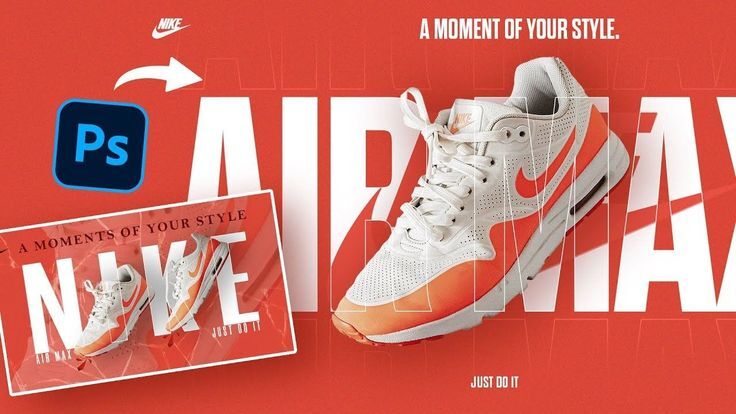 NIKE
A MOMENT OF YOUR STYLE.
AIR MAX
NIKE
Ps
A MOMENTS OF YOUR STYLE
NIKE
AIR MAX
JUST DO IT
JUST DO IT